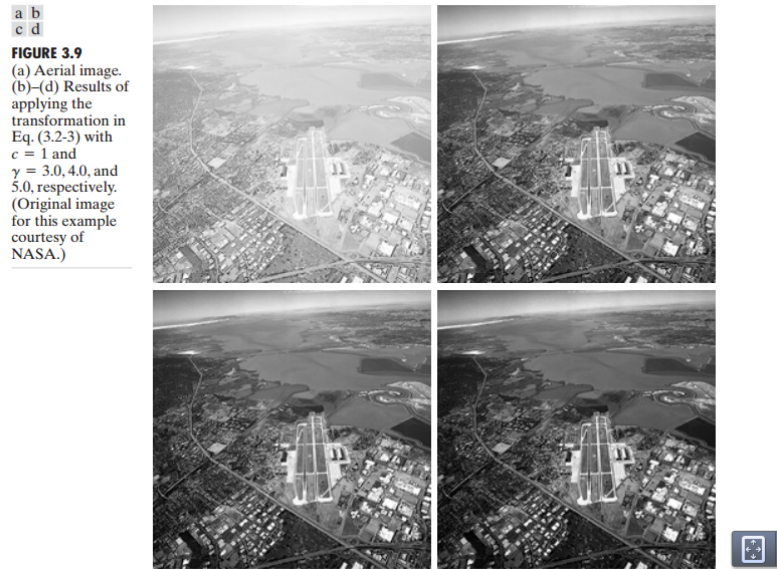 a b
c d
FIGURE 3.9
(a) Aerial image.
(b)–(d) Results of
applying the
transformation in
Eq. (3.2-3) with
c = 1 and
γ = 3.0, 4.0, and
5.0, respectively.
(Original image
for this example
courtesy of
NASA.)